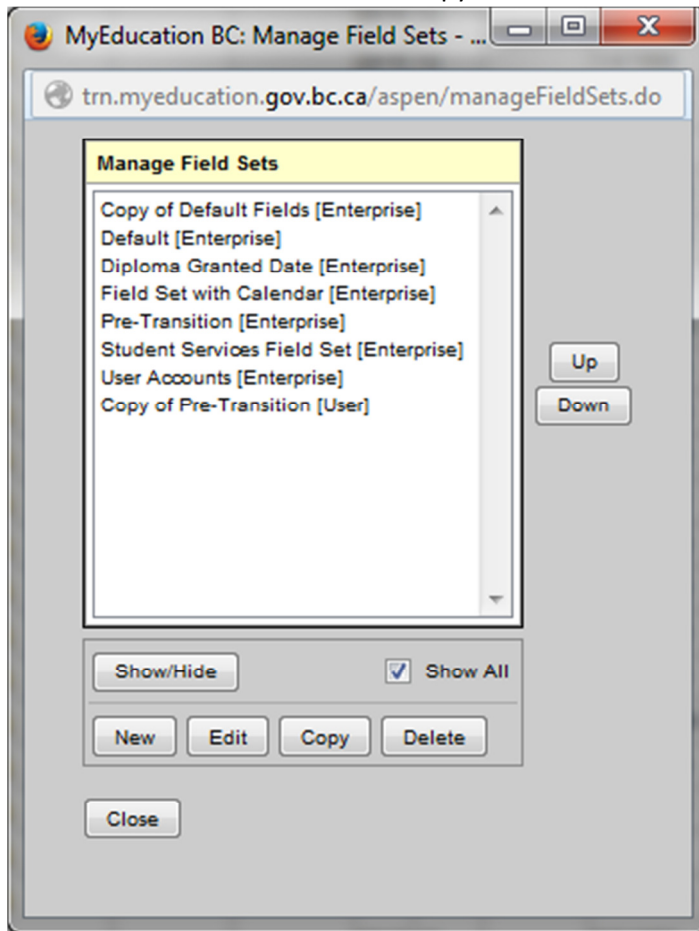 MyEducation BC: Manage Field Sets - ...
trn.myeducation.gov.bc.ca/aspen/manageFieldSets.do
Manage Field Sets
Copy of Default Fields [Enterprise]
Default [Enterprise]
Diploma Granted Date [Enterprise]
Field Set with Calendar [Enterprise]
Pre-Transition [Enterprise]
Student Services Field Set [Enterprise]
User Accounts [Enterprise]
Copy of Pre-Transition [User]
Up
Down
Show/Hide Show All
New Edit Copy Delete
Close